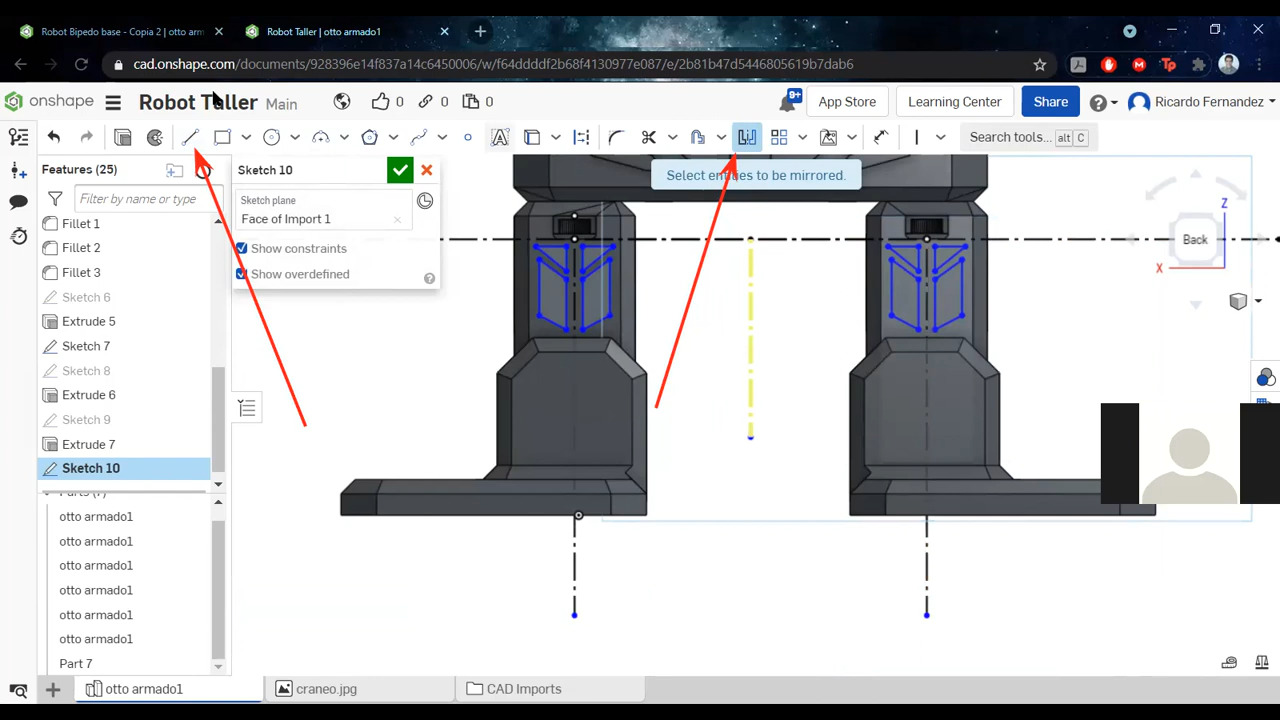 Robot Bipedo base - Copia 2 | otto arm
Robot Taller | otto armado1
cad.onshape.com/documents/928396e14f837a14c6450006/w/f64ddddf2b68f4f300dff36e/e/2b81b47d5446805619b7dab6
onshape
Robot Taller Main
0
0
0
9+
App Store
Learning Center
Share
Ricardo Fernandez
Search tools... alt C
Features (25)
Filter by name or type
Fillet 1
Fillet 2
Fillet 3
Sketch 6
Extrude 5
Sketch 7
Sketch 8
Extrude 6
Sketch 9
Extrude 7
Sketch 10
Parts (7)
otto armado1
otto armado1
otto armado1
otto armado1
otto armado1
otto armado1
Part 7
Sketch 10
Sketch plane
Face of Import 1
Show constraints
Show overdefined
Select entities to be mirrored.
Z
Back
X
otto armado1
craneo.jpg
CAD Imports